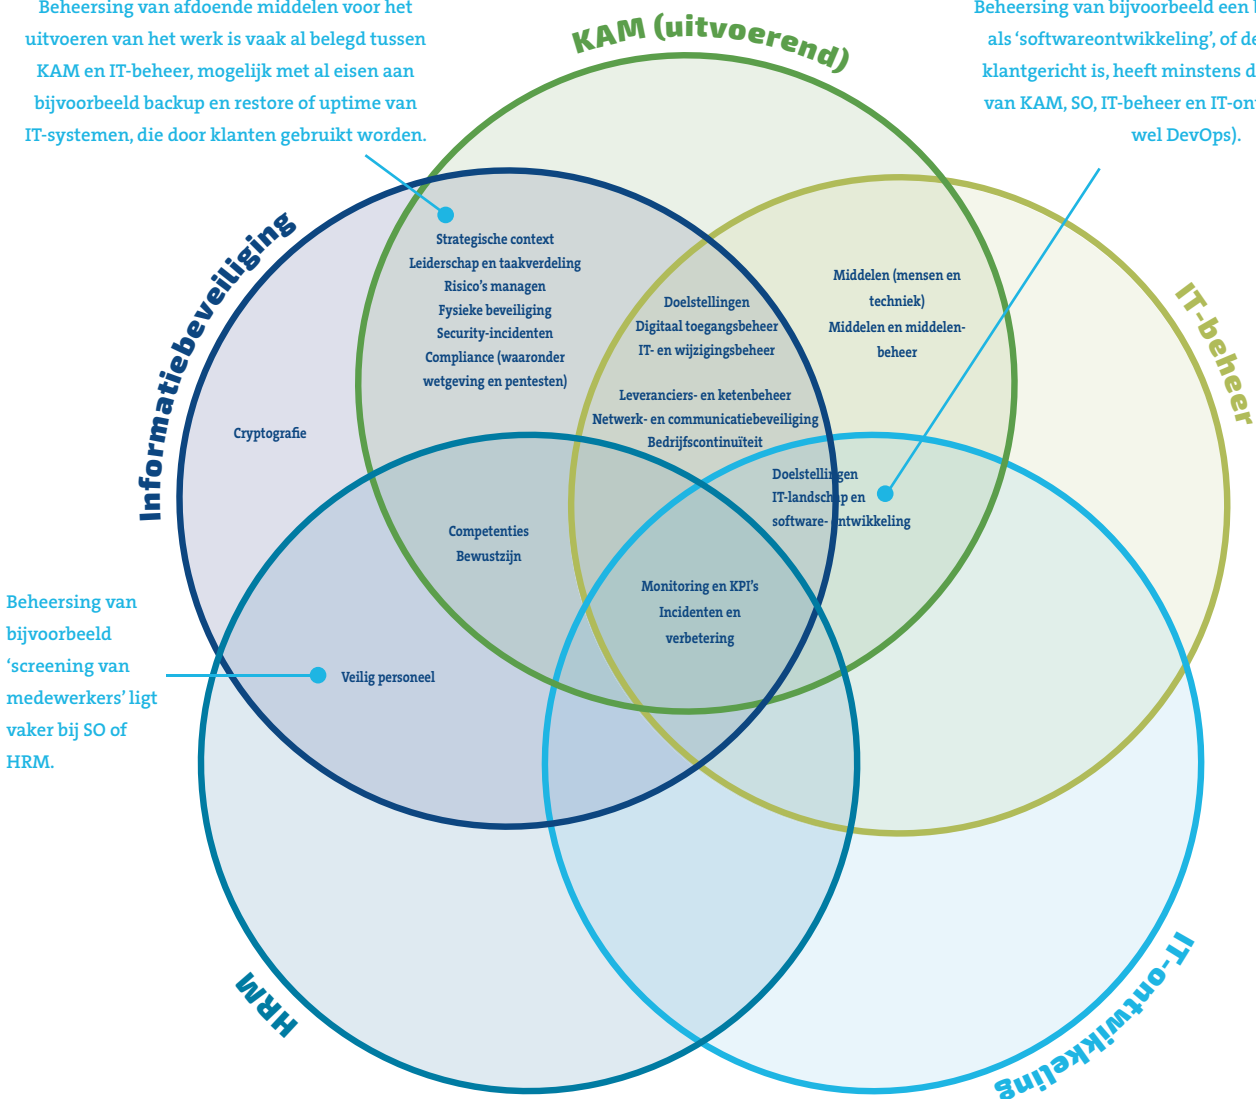 Beheersing van afdoende middelen voor het
uitvoeren van het werk is vaak al belegd tussen
KAM en IT-beheer, mogelijk met al eisen aan
bijvoorbeeld backup en restore of uptime van
IT-systemen, die door klanten gebruikt worden.
KAM (uitvoerend)
Beheersing van bijvoorbeeld een
als ‘softwareontwikkeling’, of
klantgericht is, heeft minstens
van KAM, SO, IT-beheer en
wel DevOps).
Informatiebeveiliging
IT-beheer
Strategische context
Leiderschap en taakverdeling
Risico’s managen
Fysieke beveiliging
Security-incidenten
Compliance (waaronder
wetgeving en pentesten)
Doelstellingen
Digitaal toegangsbeheer
IT- en wijzigingsbeheer
Leveranciers- en ketenbeheer
Netwerk- en communicatiebeveiliging
Bedrijfscontinuïteit
Middelen (mensen en
techniek)
Middelen en middelen-
beheer
Cryptografie
Doelstellingen
IT-landschap en
software- ontwikkeling
Competenties
Bewustzijn
Monitoring en KPI’s
Incidenten en
verbetering
Beheersing van
bijvoorbeeld
‘screening van
medewerkers’ ligt
vaker bij SO of
HRM.
Veilig personeel
HRM
IT-ontwikkeling